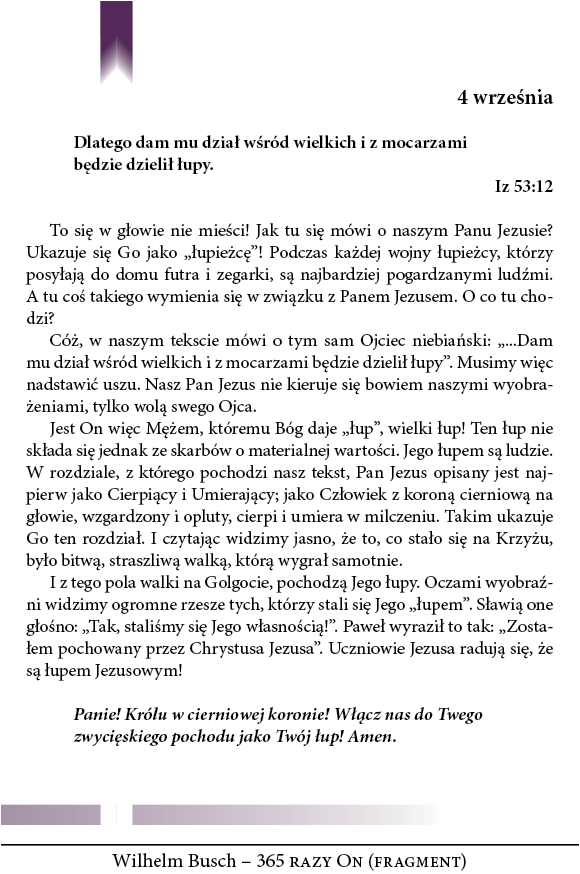 4 września
Dlatego dam mu dział wśród wielkich i z mocarzami
będzie dzielił łupy.
Iz 53:12
To się w głowie nie mieści! Jak tu się mówi o naszym Panu Jezusie?
Ukazuje się Go jako „łupieżcę”! Podczas każdej wojny łupieżcy, którzy
posyłają do domu futra i zegarki, są najbardziej pogardzanymi ludźmi.
A tu coś takiego wymienia się w związku z Panem Jezusem. O co tu cho-
dzi?
Cóż, w naszym tekscie mówi o tym sam Ojciec niebiański: „...Dam
mu dział wśród wielkich i z mocarzami będzie dzielił łupy”. Musimy więc
nadstawić uszu. Nasz Pan Jezus nie kieruje się bowiem naszymi wyobra-
żeniami, tylko wolą swego Ojca.
Jest On więc Mężem, któremu Bóg daje „łup”, wielki łup! Ten łup nie
składa się jednak ze skarbów o materialnej wartości. Jego łupem są ludzie.
W rozdziale, z którego pochodzi nasz tekst, Pan Jezus opisany jest naj-
pierw jako Cierpiący i Umierający; jako Człowiek z koroną cierniową na
głowie, wzgardzony i opluty, cierpi i umiera w milczeniu. Takim ukazuje
Go ten rozdział. I czytając widzimy jasno, że to, co stało się na Krzyżu,
było bitwą, straszliwą walką, którą wygrał samotnie.
I z tego pola walki na Golgocie, pochodzą Jego łupy. Oczami wyobraź-
ni widzimy ogromne rzesze tych, którzy stali się Jego „łupem”. Sławią one
głośno: „Tak, staliśmy się Jego własnością!”. Paweł wyraził to tak: „Zosta-
łem pochowany przez Chrystusa Jezusa”. Uczniowie Jezusa radują się, że
są łupem Jezusowym!
Panie! Królu w cierniowej koronie! Włącz nas do Twego
zwycięskiego pochodu jako Twój łup! Amen.
Wilhelm Busch – 365 RAZY ON (FRAGMENT)